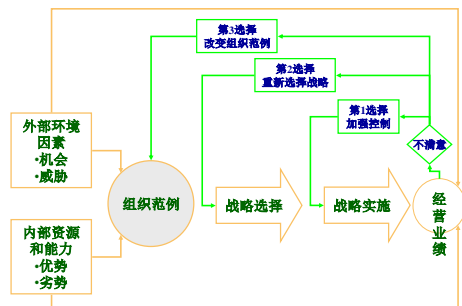 第3选择
改变组织范例
第2选择
重新选择战略
第1选择
加强控制
不满意
外部环境
因素
•机会
•威胁
组织范例
战略选择
战略实施
经
营
业
绩
内部资源
和能力
•优势
•劣势